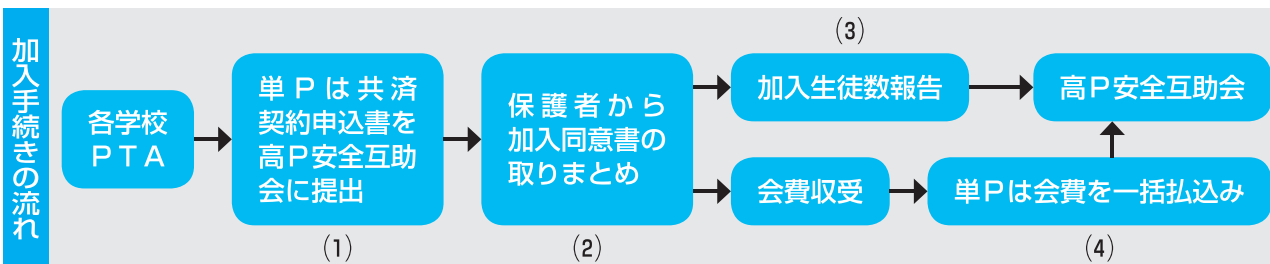 加入手続きの流れ
各学校
PTA
単Pは共済
契約申込書を
高P安全互助
会に提出
(1)
保護者から
加入同意書の
取りまとめ
(2)
(3)
加入生徒数報告
高P安全互助会
会費収受
単Pは会費を一括払込み
(4)